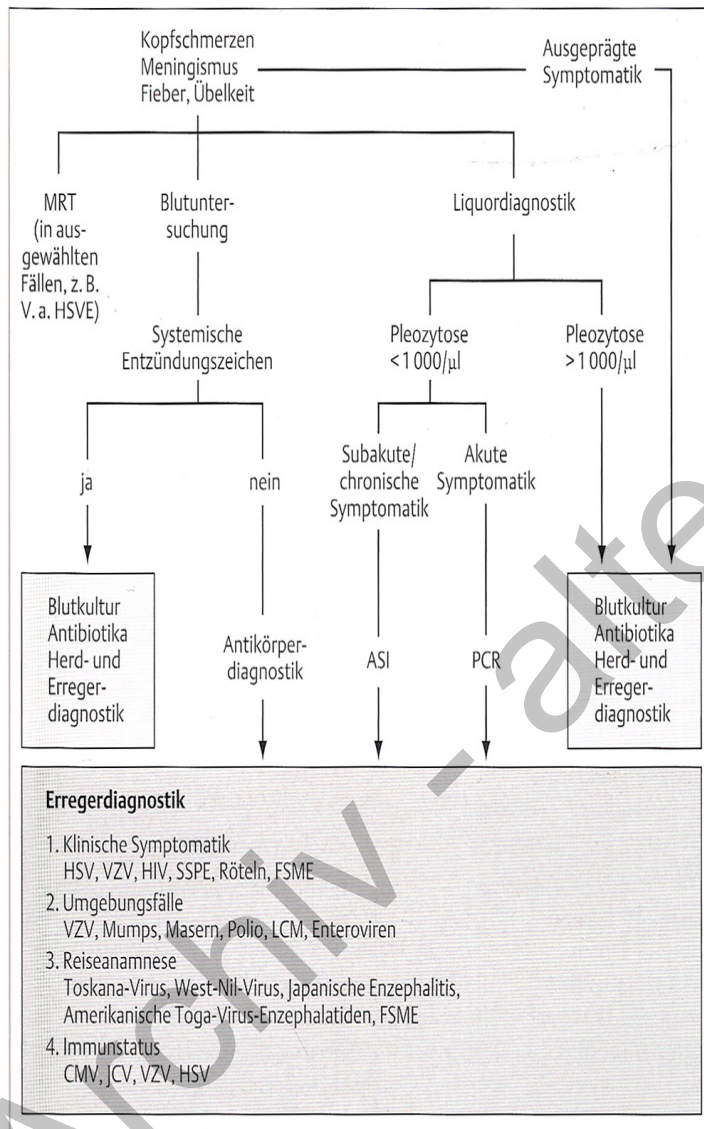 Kopfschmerzen
Meningismus
Fieber, Übelkeit
Ausgeprägte
Symptomatik
MRT
(in aus-
gewählten
Fällen, z. B.
V. a. HSVE)
Blutunter-
suchung
Liquordiagnostik
Systemische
Entzündungszeichen
Pleozytose
<1 000/µl
Pleozytose
>1 000/µl
ja
nein
Subakute/
chronische
Symptomatik
Akute
Symptomatik
Blutkultur
Antibiotika
Herd- und
Erreger-
diagnostik
Antikörper-
diagnostik
ASI
PCR
Blutkultur
Antibiotika
Herd- und
Erreger-
diagnostik
Erregerdiagnostik
1. Klinische Symptomatik
HSV, VZV, HIV, SSPE, Röteln, FSME
2. Umgebungsfälle
VZV, Mumps, Masern, Polio, LCM, Enteroviren
3. Reiseanamnese
Toskana-Virus, West-Nil-Virus, Japanische Enzephalitis,
Amerikanische Toga-Virus-Enzephalatiden, FSME
4. Immunstatus
CMV, JCV, VZV, HSV
Archiv - alte